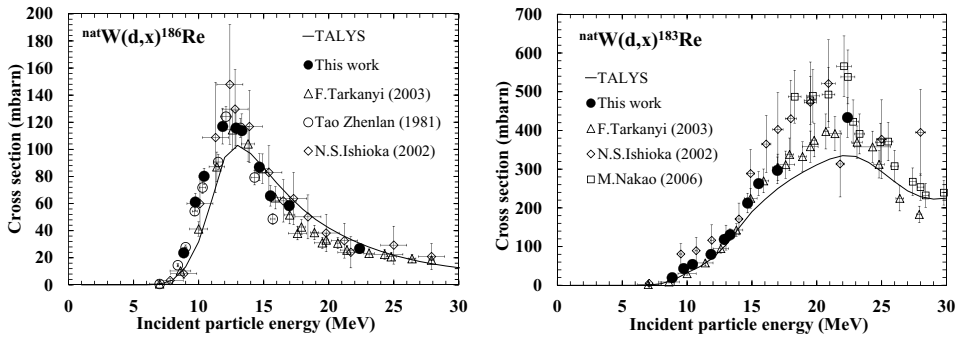 200
180
160
140
120
100
80
60
40
20
0
Cross section (mbarn)
natW(d,x)186Re
TALYS
This work
F.Tarkanyi (2003)
Tao Zhenlan (1981)
N.S.Ishioka (2002)
0 5 10 15 20 25 30
Incident particle energy (MeV)
700
600
500
400
300
200
100
0
Cross section (mbarn)
natW(d,x)183Re
TALYS
This work
F.Tarkanyi (2003)
N.S.Ishioka (2002)
M.Nakao (2006)
0 5 10 15 20 25 30
Incident particle energy (MeV)